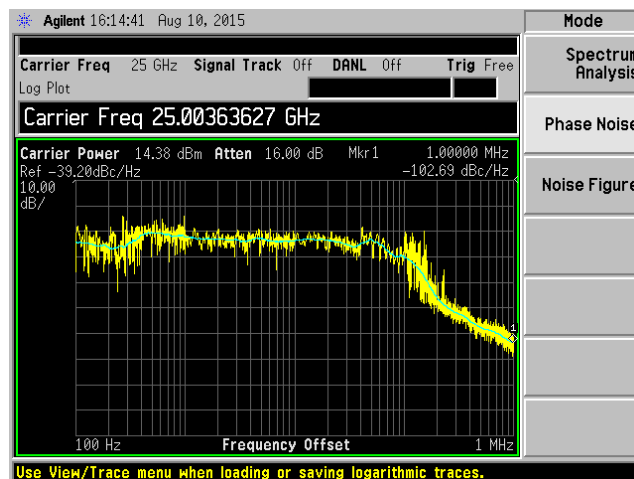 Agilent 16:14:41 Aug 10, 2015
Mode
Carrier Freq 25 GHz Signal Track Off DANL Off Trig Free
Log Plot
Carrier Freq 25.00363627 GHz
Carrier Power 14.38 dBm Atten 16.00 dB Mkr1 1.00000 MHz
Ref -39.20dBc/Hz -102.69 dBc/Hz
10.00
dB/
1
100 Hz Frequency Offset 1 MHz
Use View/Trace menu when loading or saving logarithmic traces.
Spectrum
Analysis
Phase Noise
Noise Figure